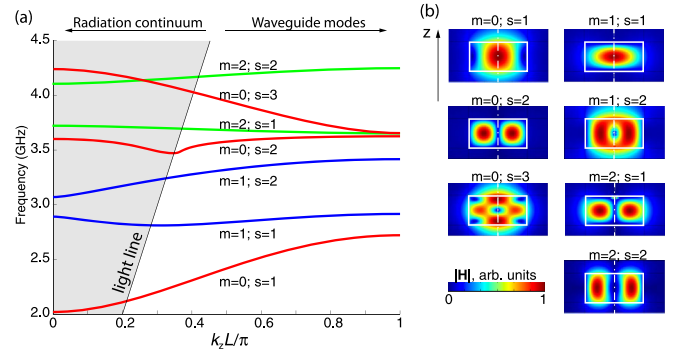 (a)
Radiation continuum
Waveguide modes
4.5
4.0
3.5
3.0
2.5
2.0
Frequency (GHz)
m=2; s=2
m=0; s=3
m=2; s=1
m=0; s=2
m=1; s=2
m=1; s=1
m=0; s=1
light line
0
0.2
0.4
0.6
0.8
1
k_zL/π
(b)
z
m=0; s=1
m=1; s=1
m=0; s=2
m=1; s=2
m=0; s=3
m=2; s=1
m=2; s=2
|H|, arb. units
0
1